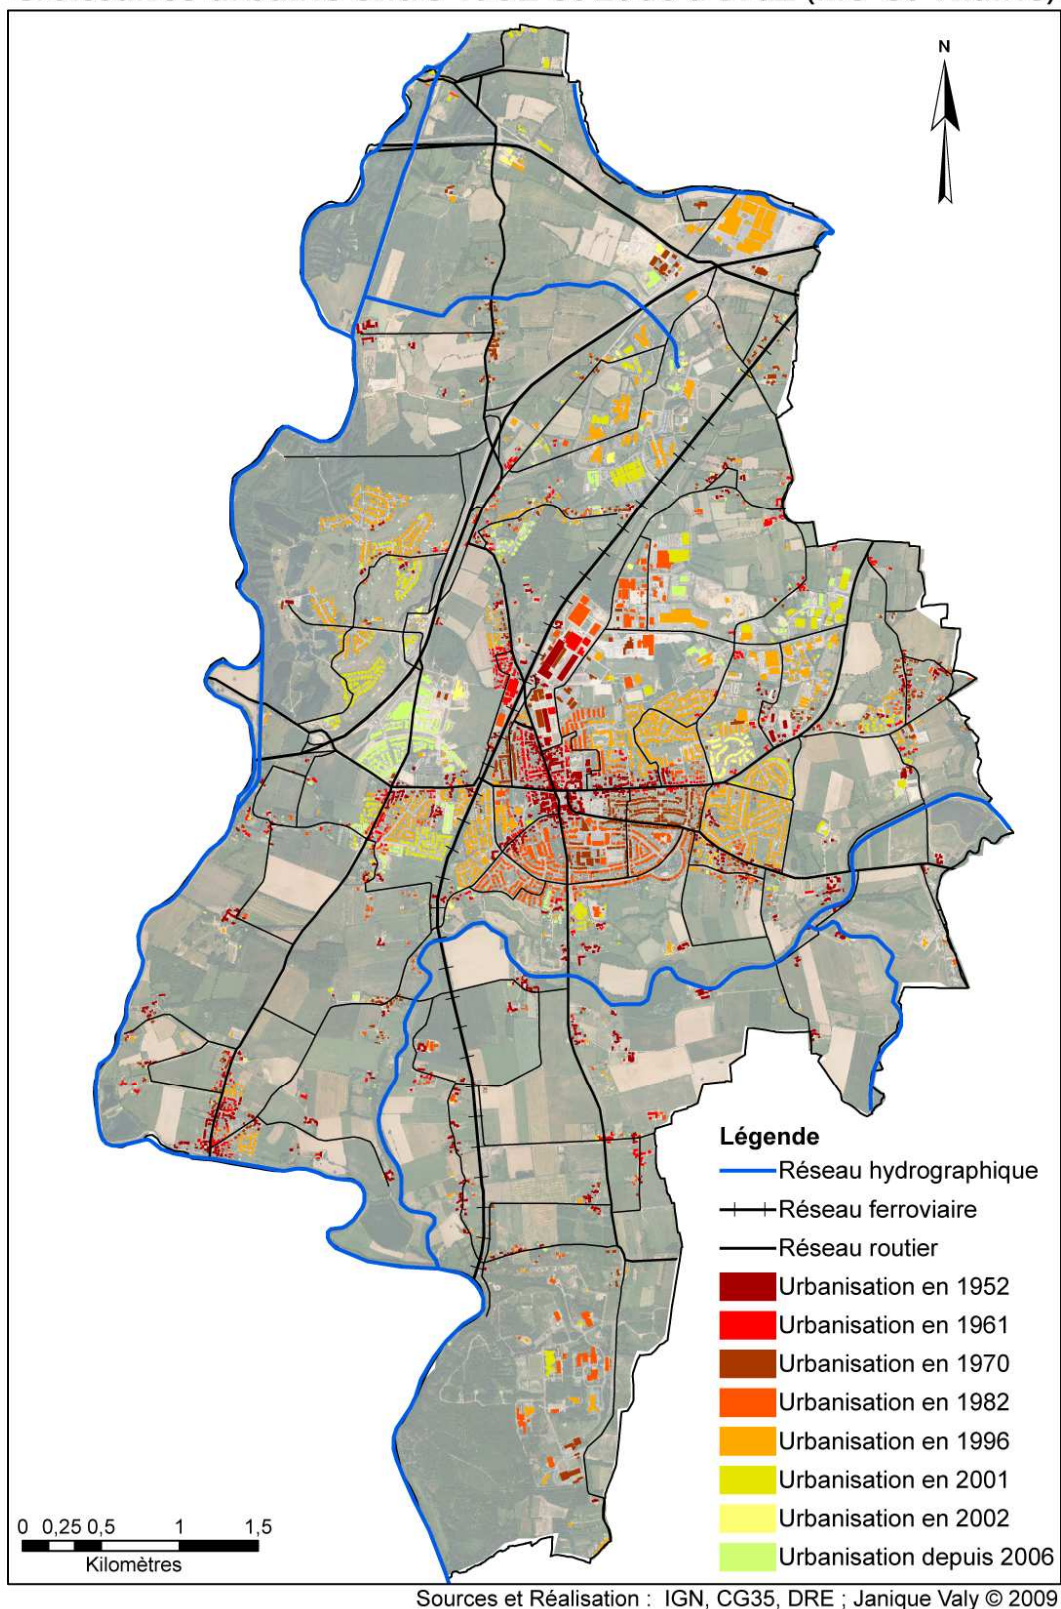 N
Légende
Réseau hydrographique
Réseau ferroviaire
Réseau routier
Urbanisation en 1952
Urbanisation en 1961
Urbanisation en 1970
Urbanisation en 1982
Urbanisation en 1996
Urbanisation en 2001
Urbanisation en 2002
Urbanisation depuis 2006
0 0,25 0,5 1 1,5
Kilomètres
Sources et Réalisation : IGN, CG35, DRE ; Janique Valy © 2009